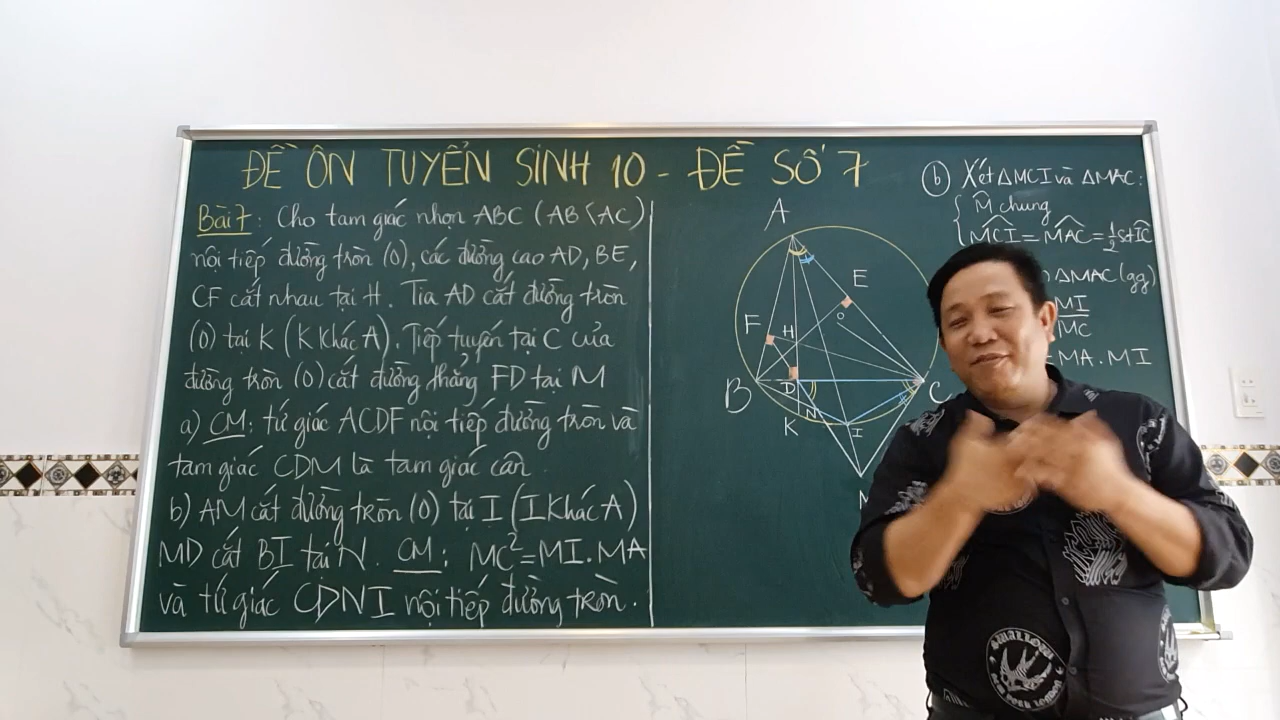 ĐỀ ÔN TUYỂN SINH 10 - ĐỀ SỐ 7
Bài 7: Cho tam giác nhọn ABC (AB<AC)
nội tiếp đường tròn (O), các đường cao AD, BE,
CF cắt nhau tại H. Tia AD cắt đường tròn
(O) tại K (K khác A). Tiếp tuyến tại C của
đường tròn (O) cắt đường thẳng FD tại M
a) CM: tứ giác ACDF nội tiếp đường tròn và
tam giác CDM là tam giác cân.
b) AM cắt đường tròn (O) tại I (I khác A)
MD cắt BI tại N. CM: MC²=MI.MA
và tứ giác CDNI nội tiếp đường tròn.
A
E
O
F
H
B
D
C
N
K
I
M
b) Xét ΔMCI và ΔMAC:
M̂ chung
MCI = MAC = 1/2 sđ IC
ΔMAC (gg)
MI
MC
=MA.MI
SWALLOW